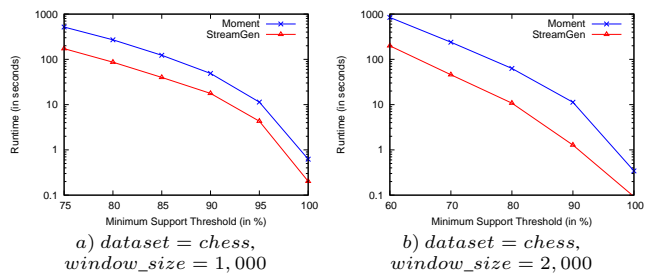 1000
100
10
1
0.1
Runtime (in seconds)
75 80 85 90 95 100
Minimum Support Threshold (in %)
Moment
StreamGen
a) dataset = chess,
window_size = 1, 000
1000
100
10
1
0.1
Runtime (in seconds)
60 70 80 90 100
Minimum Support Threshold (in %)
Moment
StreamGen
b) dataset = chess,
window_size = 2, 000